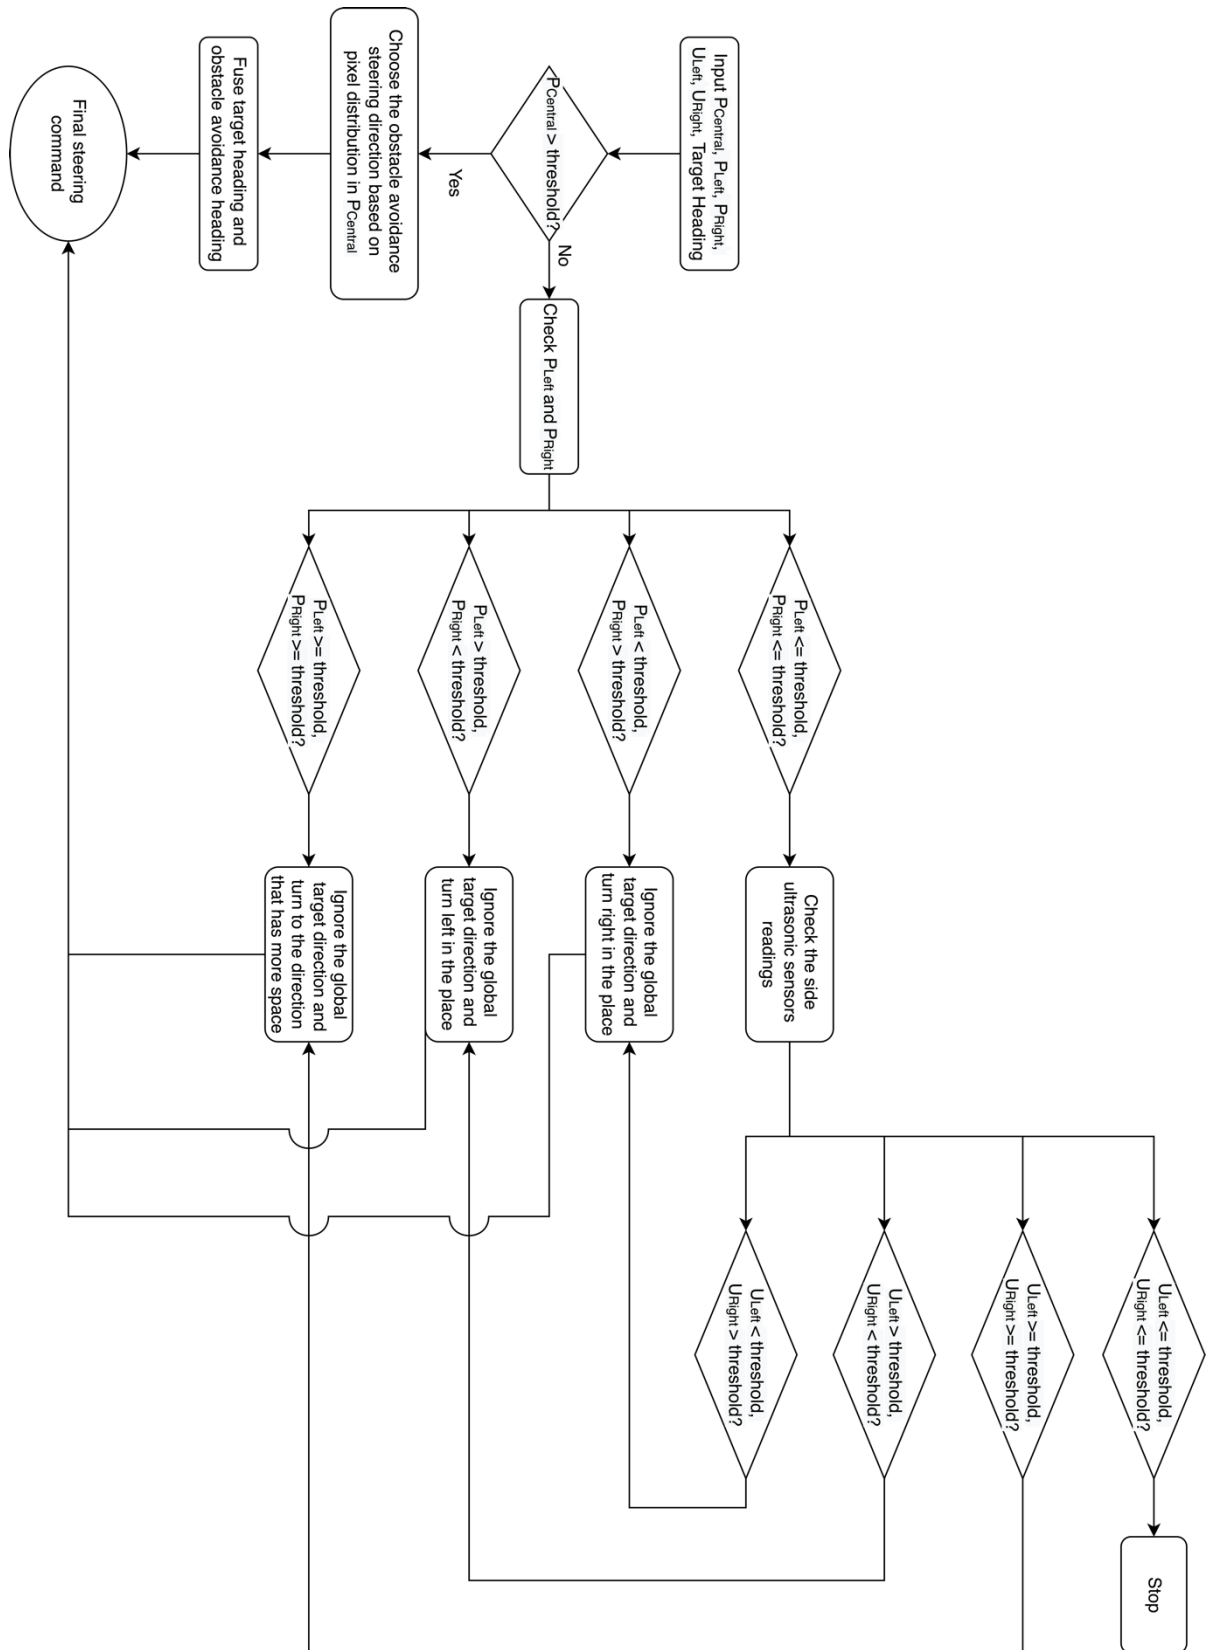 Input PCentral, PLeft, PRight,
ULeft, URight, Target Heading
PCentral > threshold?
Yes
No
Choose the obstacle avoidance
steering direction based on
pixel distribution in PCentral
Fuse target heading and
obstacle avoidance heading
Final steering
command
Check PLeft and PRight
PLeft <= threshold,
PRight <= threshold?
PLeft < threshold,
PRight > threshold?
PLeft > threshold,
PRight < threshold?
PLeft >= threshold,
PRight >= threshold?
Check the side
ultrasonic sensors
readings
Ignore the global
target direction and
turn right in the place
Ignore the global
target direction and
turn left in the place
Ignore the global
target direction and
turn to the direction
that has more space
ULeft <= threshold,
URight <= threshold?
ULeft >= threshold,
URight >= threshold?
ULeft > threshold,
URight < threshold?
ULeft < threshold,
URight > threshold?
Stop